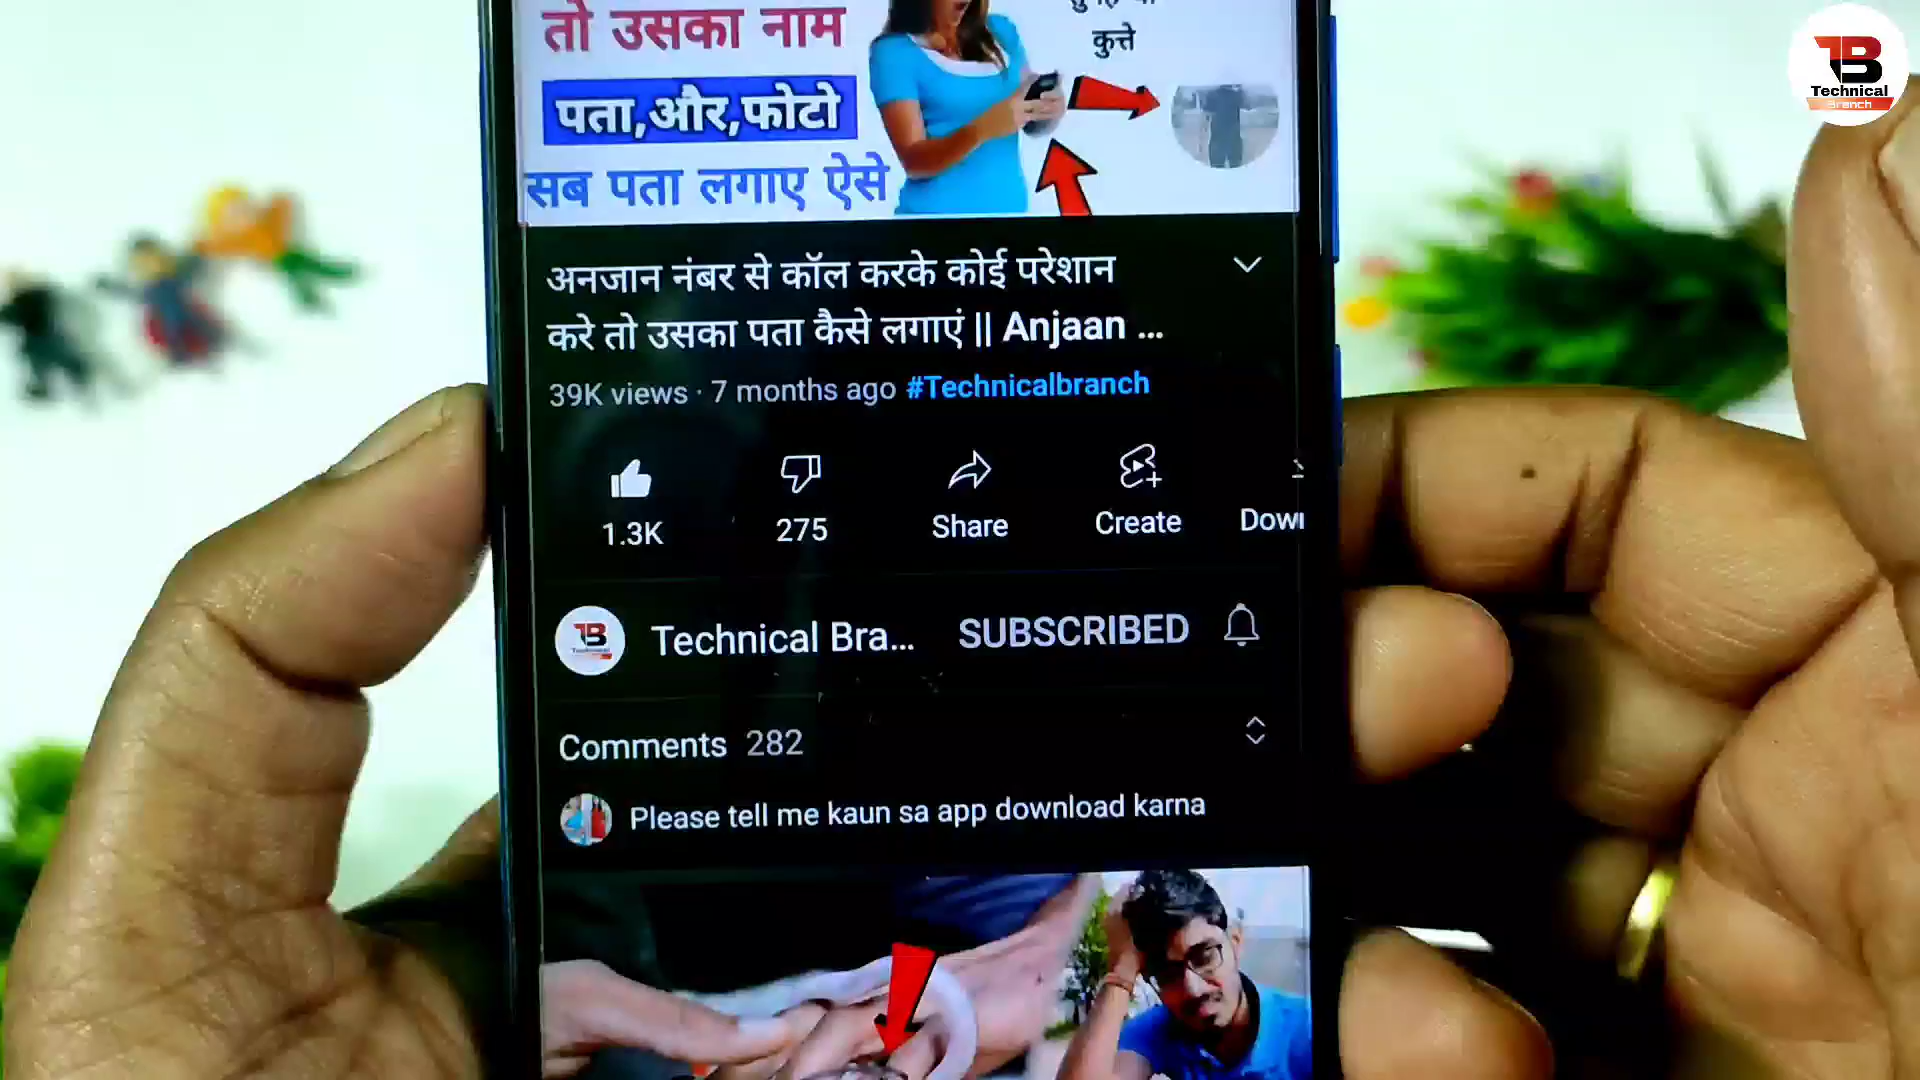 तो उसका नाम
पता,और,फोटो
सब पता लगाए ऐसे
कुत्ते
TB
Technical
Branch
अनजान नंबर से कॉल करके कोई परेशान
करे तो उसका पता कैसे लगाएं || Anjaan ...
39K views · 7 months ago #Technicalbranch
1.3K
275
Share
Create
Down
Technical Bra...
SUBSCRIBED
Comments 282
Please tell me kaun sa app download karna